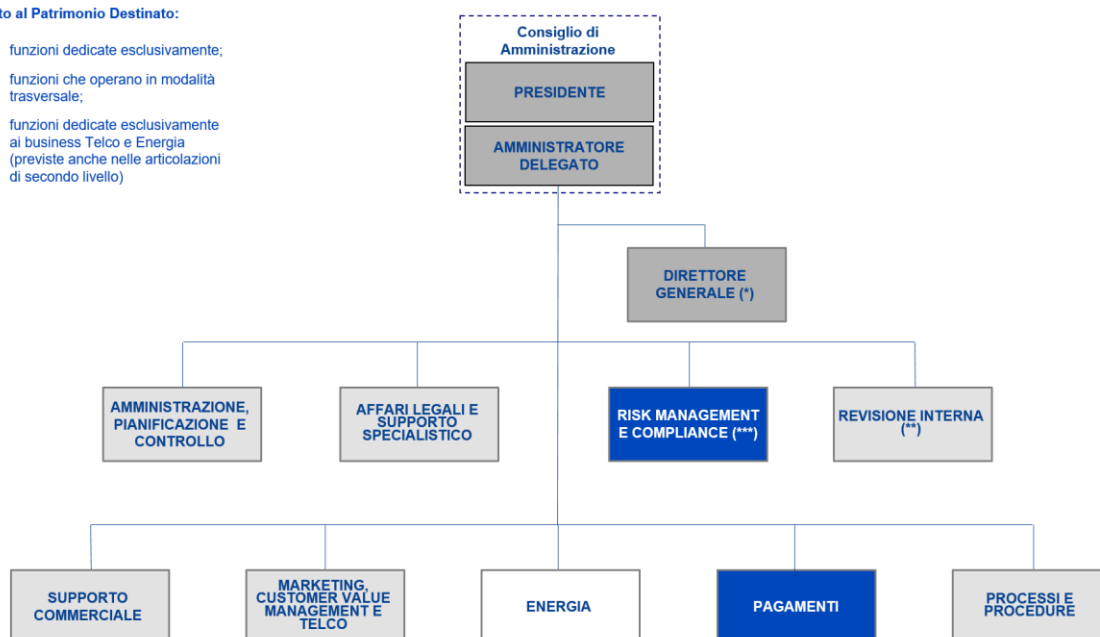 to al Patrimonio Destinato:
funzioni dedicate esclusivamente;
funzioni che operano in modalità
trasversale;
funzioni dedicate esclusivamente
ai business Telco e Energia
(previste anche nelle articolazioni
di secondo livello)
Consiglio di
Amministrazione
PRESIDENTE
AMMINISTRATORE
DELEGATO
DIRETTORE
GENERALE (*)
AMMINISTRAZIONE,
PIANIFICAZIONE E
CONTROLLO
AFFARI LEGALI E
SUPPORTO
SPECIALISTICO
RISK MANAGEMENT
E COMPLIANCE (***)
REVISIONE INTERNA
(**)
SUPPORTO
COMMERCIALE
MARKETING,
CUSTOMER VALUE
MANAGEMENT E
TELCO
ENERGIA
PAGAMENTI
PROCESSI E
PROCEDURE